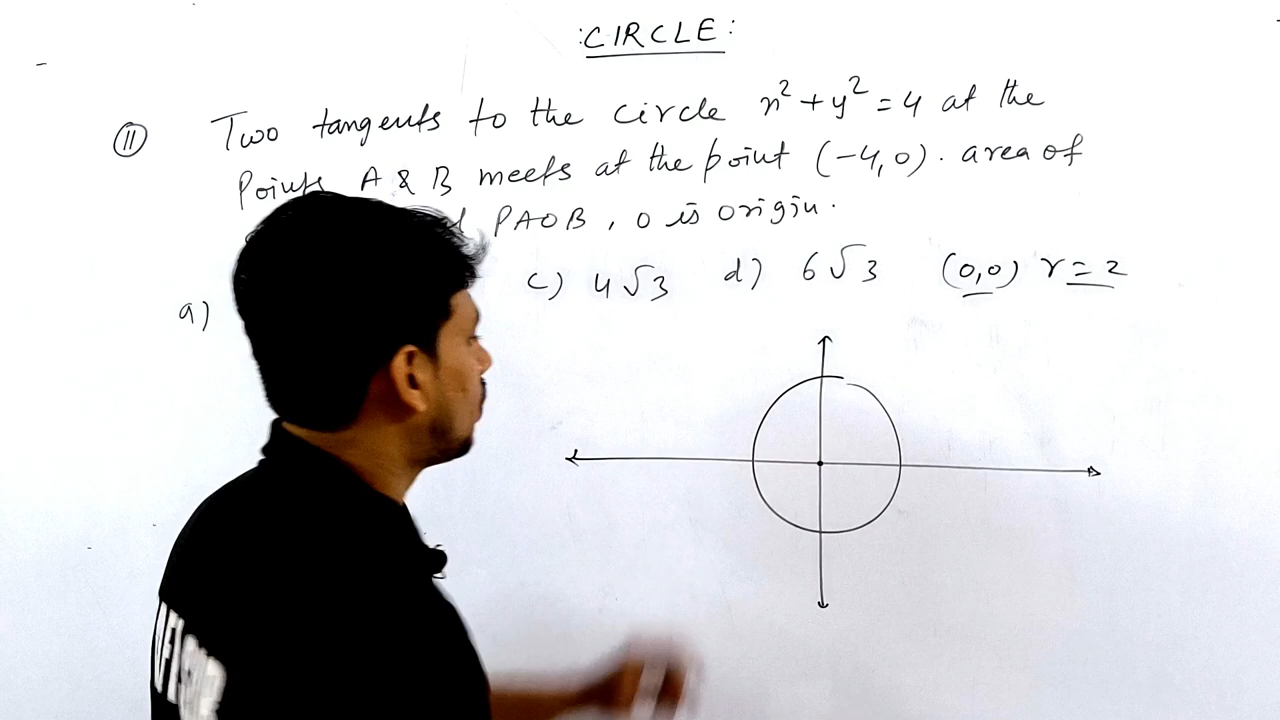 :CIRCLE:
(11) Two tangents to the circle x² + y² = 4 at the
Points A & B meets at the point (-4,0). area of
PAOB, O is origin.
a) c) 4√3 d) 6√3 (0,0) r = 2